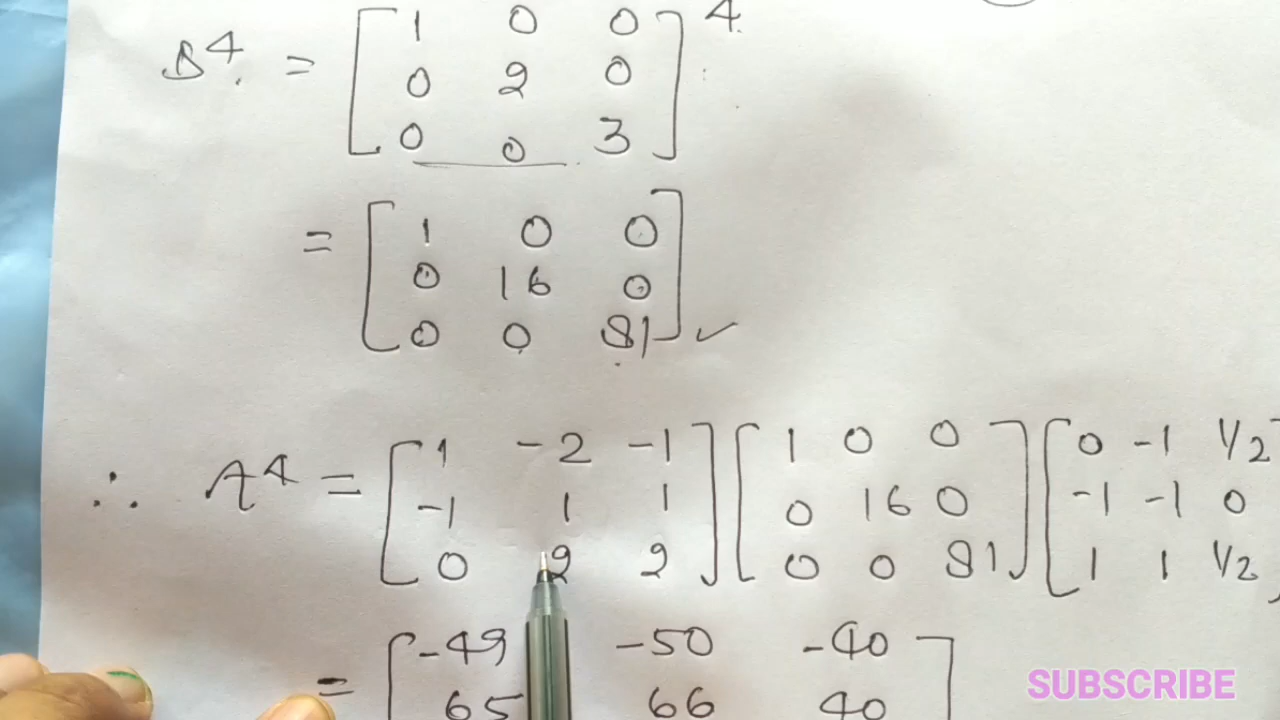 B⁴ = [ 1 0 0 ]⁴
[ 0 2 0 ]
[ 0 0 3 ]
= [ 1 0 0 ]
[ 0 16 0 ]
[ 0 0 81 ] ✓
∴ A⁴ = [ 1 -2 -1 ] [ 1 0 0 ] [ 0 -1 1/2 ]
[ -1 1 1 ] [ 0 16 0 ] [ -1 -1 0 ]
[ 0 2 2 ] [ 0 0 81 ] [ 1 1 1/2 ]
= [ -49 -50 -40 ]
[ 65 66 40 ]
SUBSCRIBE